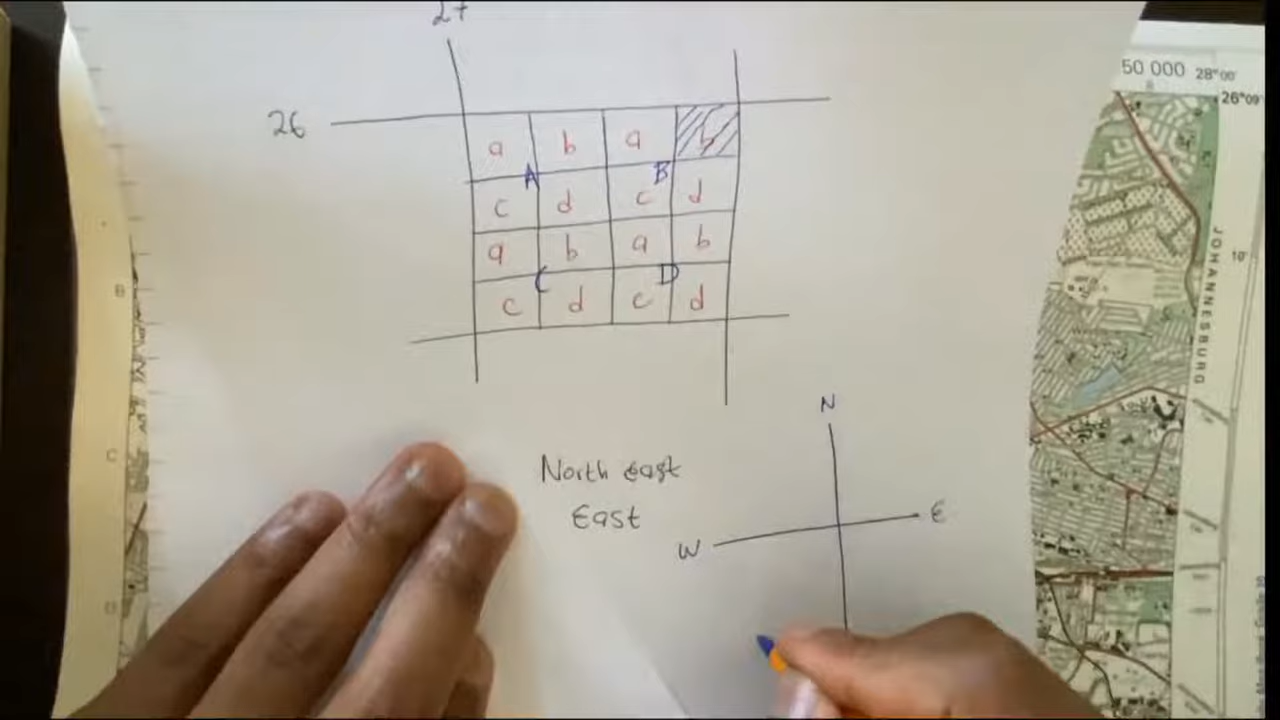 27
50 000 28°00'
26°09'
26
a b a b
A B
c d c d
JOHANNESBURG
a b a b
10'
C D
B
c d c d
N
C
North east
East
E
W
D